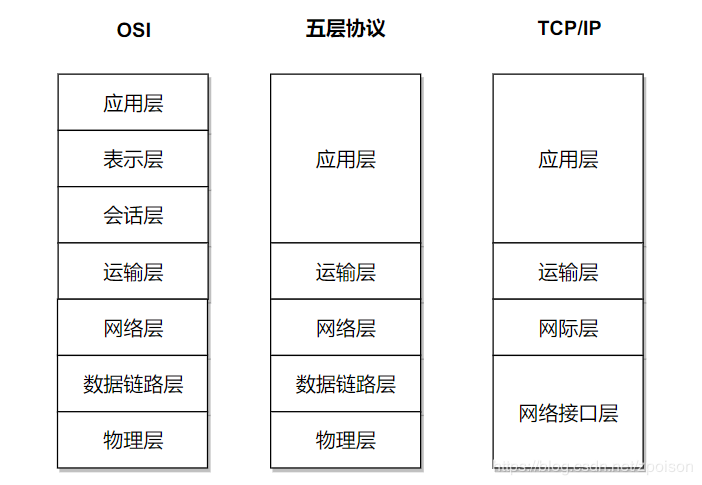 OSI
五层协议
TCP/IP
应用层
表示层
会话层
运输层
网络层
数据链路层
物理层
应用层
运输层
网络层
数据链路层
物理层
应用层
运输层
网际层
网络接口层
https://blog.csdn.net/zpoison